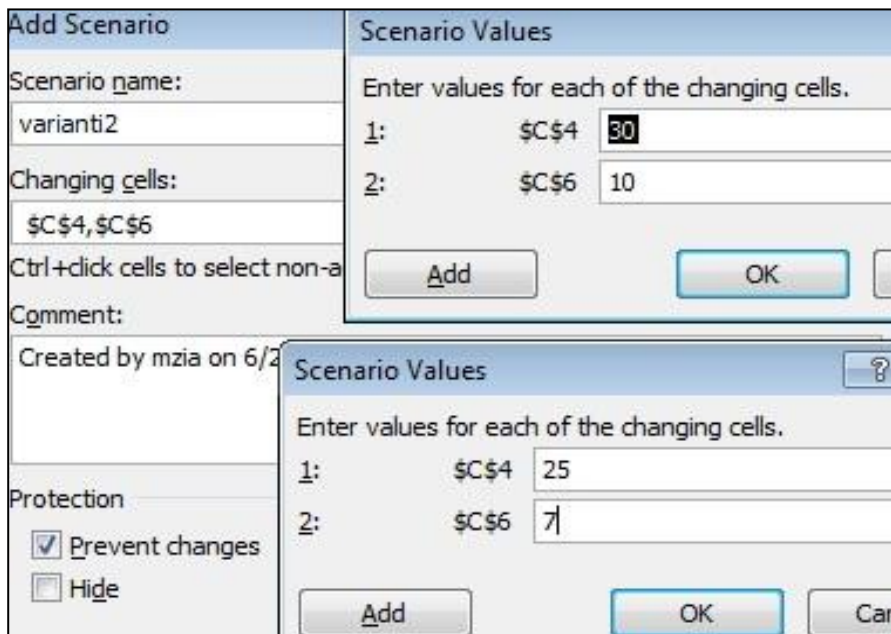 Add Scenario
Scenario name:
varianti2
Changing cells:
$C$4,$C$6
Ctrl+click cells to select non-a
Comment:
Created by mzia on 6/2
Protection
Prevent changes
Hide
Scenario Values
Enter values for each of the changing cells.
1: $C$4 30
2: $C$6 10
Add OK
Scenario Values ?
Enter values for each of the changing cells.
1: $C$4 25
2: $C$6 7
Add OK Can